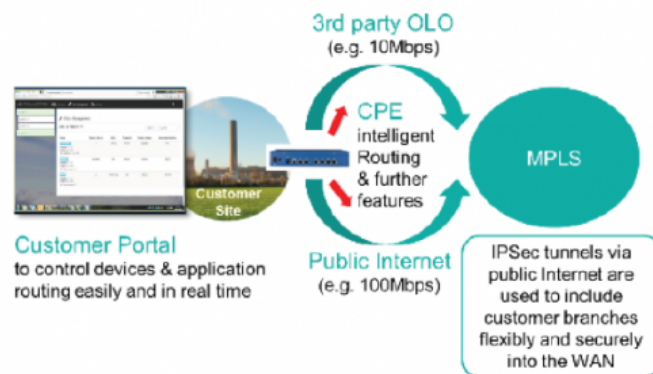 3rd party OLO
(e.g. 10Mbps)
CPE
intelligent
Routing
& further
features
MPLS
Customer
Site
Customer Portal
to control devices & application
routing easily and in real time
Public Internet
(e.g. 100Mbps)
IPSec tunnels via
public Internet are
used to include
customer branches
flexibly and securely
into the WAN